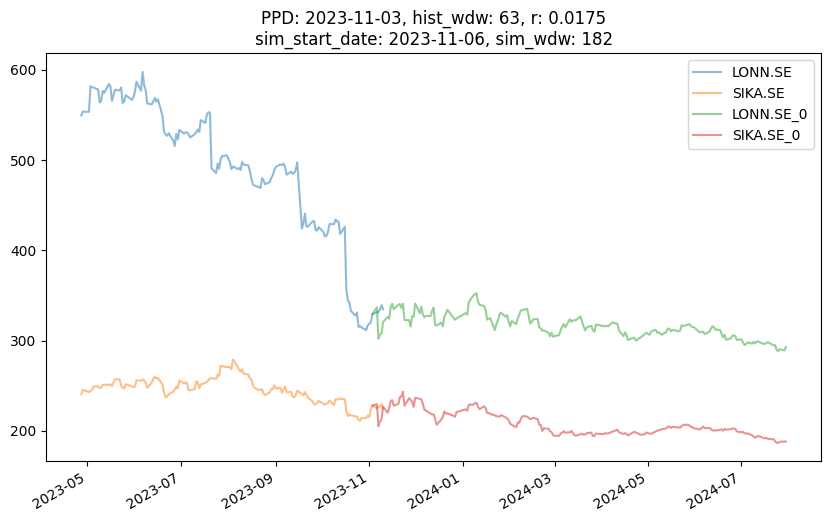 PPD: 2023-11-03, hist_wdw: 63, r: 0.0175
sim_start_date: 2023-11-06, sim_wdw: 182
LONN.SE
SIKA.SE
LONN.SE_0
SIKA.SE_0
600
500
400
300
200
2023-05
2023-07
2023-09
2023-11
2024-01
2024-03
2024-05
2024-07